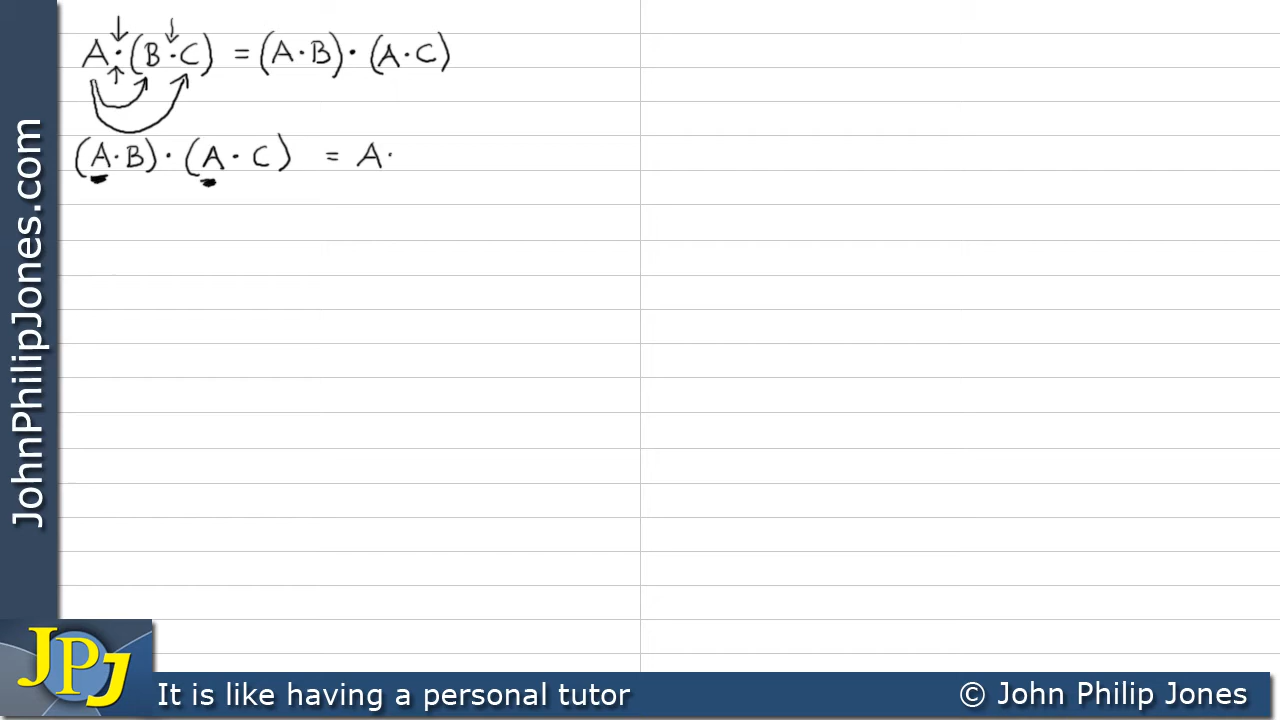 A·(B·C) = (A·B)·(A·C)
(A·B)·(A·C) = A·
JohnPhilipJones.com
JPJ
It is like having a personal tutor
© John Philip Jones